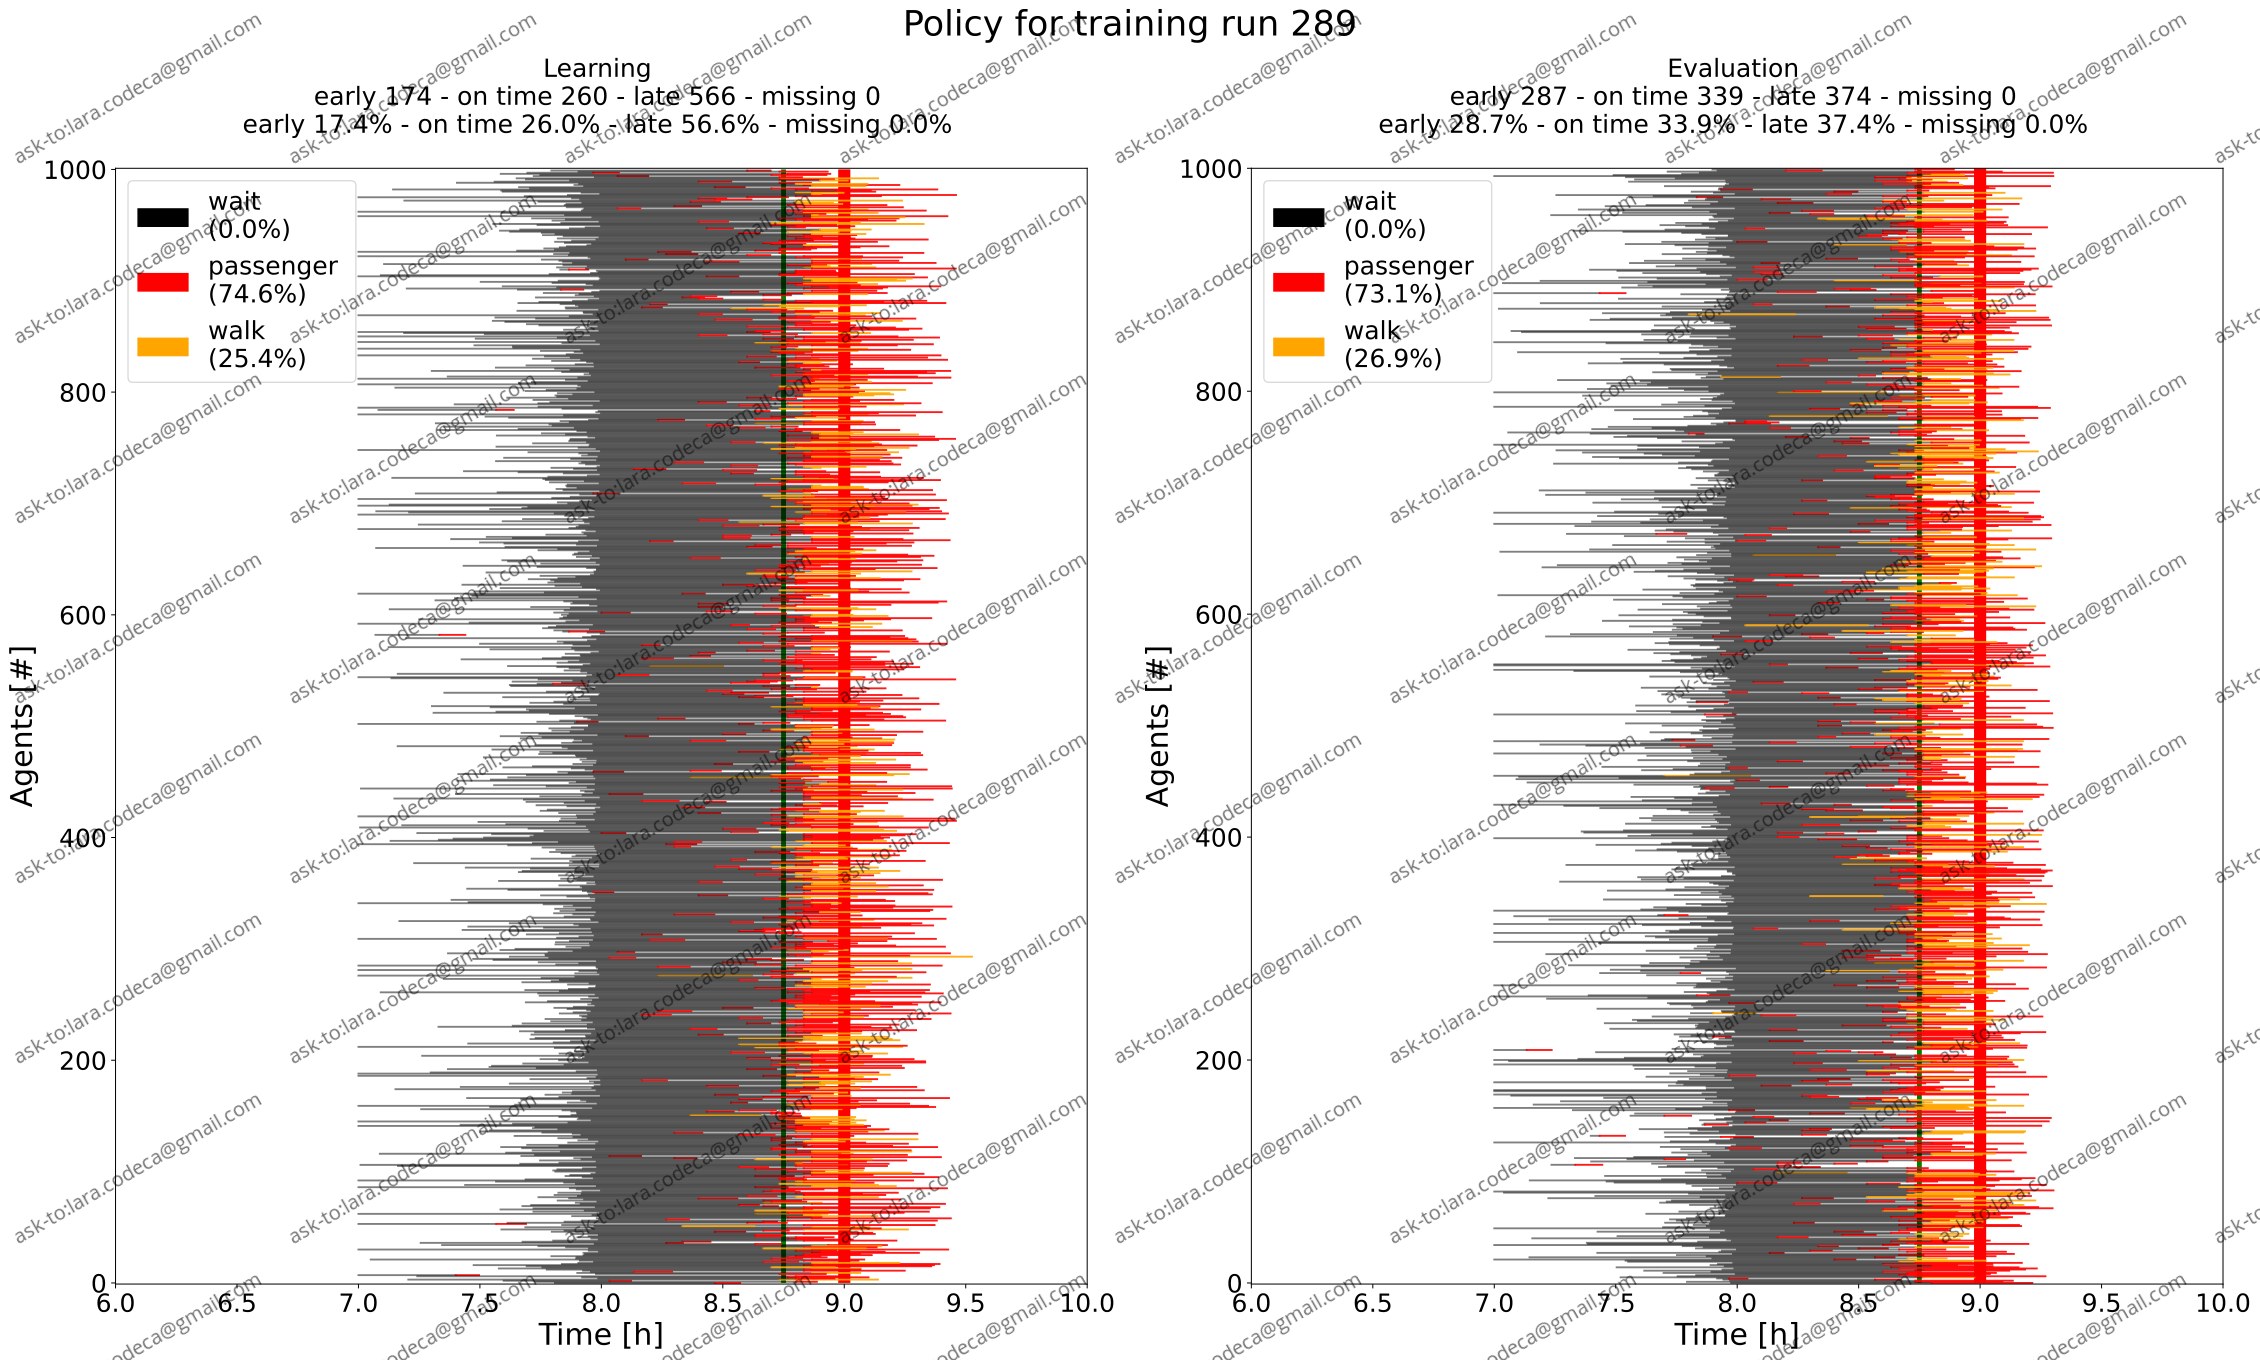 Policy for training run 289
Learning
early 174 - on time 260 - late 566 - missing 0
early 17.4% - on time 26.0% - late 56.6% - missing 0.0%
1000
800
600
400
200
0
Agents [#]
wait
(0.0%)
passenger
(74.6%)
walk
(25.4%)
6.0 6.5 7.0 7.5 8.0 8.5 9.0 9.5 10.0
Time [h]
Evaluation
early 287 - on time 339 - late 374 - missing 0
early 28.7% - on time 33.9% - late 37.4% - missing 0.0%
1000
800
600
400
200
0
Agents [#]
wait
(0.0%)
passenger
(73.1%)
walk
(26.9%)
6.0 6.5 7.0 7.5 8.0 8.5 9.0 9.5 10.0
Time [h]
ask-to:lara.codeca@gmail.com